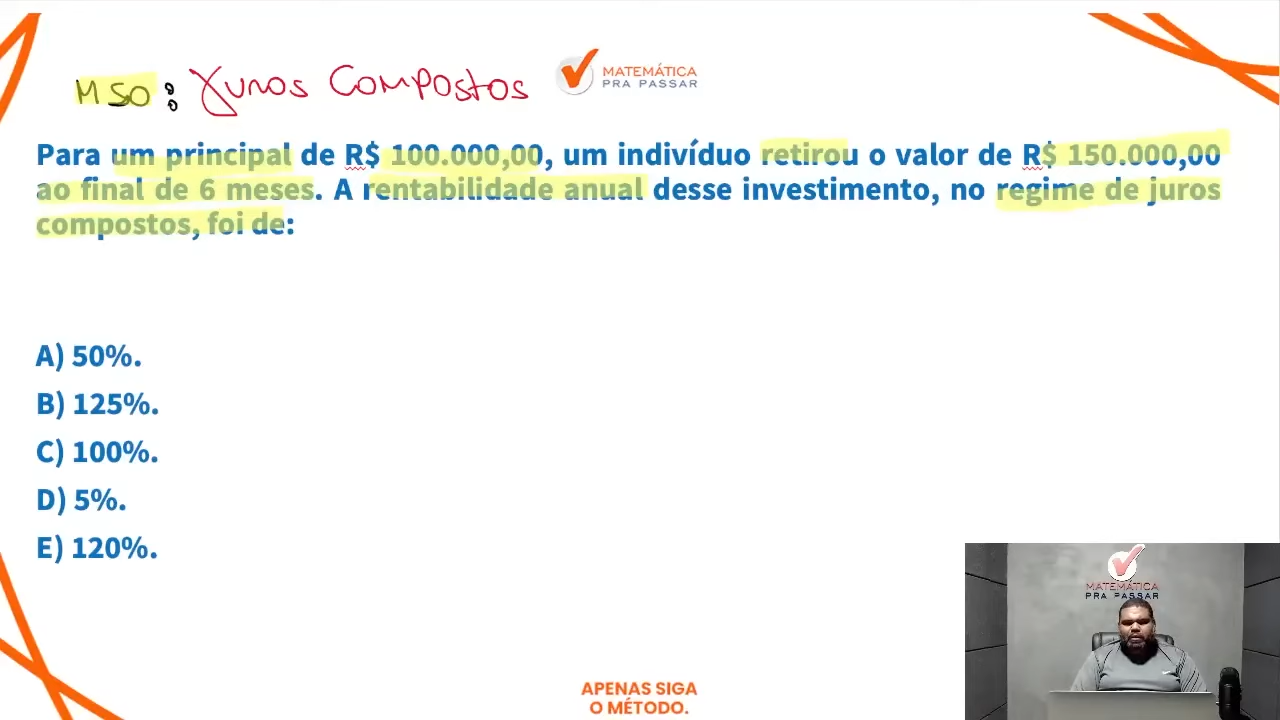 MSO: Juros Compostos
MATEMÁTICA
PRA PASSAR
Para um principal de R$ 100.000,00, um indivíduo retirou o valor de R$ 150.000,00
ao final de 6 meses. A rentabilidade anual desse investimento, no regime de juros
compostos, foi de:
A) 50%.
B) 125%.
C) 100%.
D) 5%.
E) 120%.
MATEMÁTICA
PRA PASSAR
APENAS SIGA
O MÉTODO.